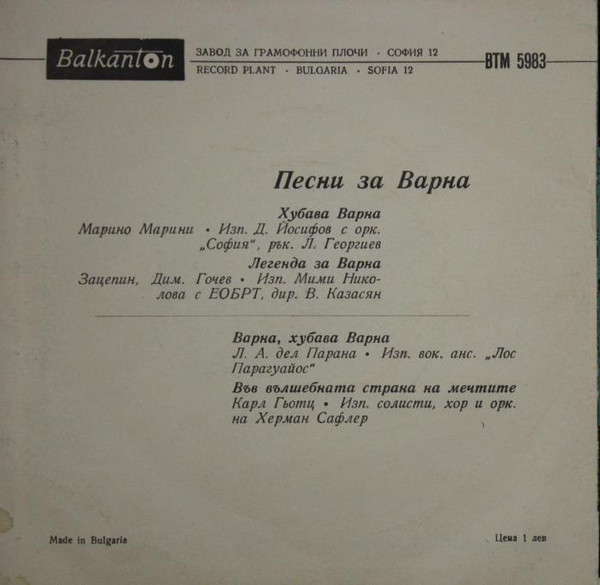 Balkanton
ЗАВОД ЗА ГРАМОФОННИ ПЛОЧИ · СОФИЯ 12
RECORD PLANT · BULGARIA · SOFIA 12
ВТМ 5983
Песни за Варна
Хубава Варна
Марино Марини • Изп. Д. Йосифов с орк.
„София“, рък. Л. Георгиев
Легенда за Варна
Зацепин, Дим. Гочев • Изп. Мими Нико-
лова с ЕОБРТ, дир. В. Казасян
Варна, хубава Варна
Л. А. дел Парана • Изп. вок. анс. „Лос
Парагуайос“
Във вълшебната страна на мечтите
Карл Гьотц • Изп. солисти, хор и орк.
на Херман Сафлер
Made in Bulgaria
Цена 1 лев